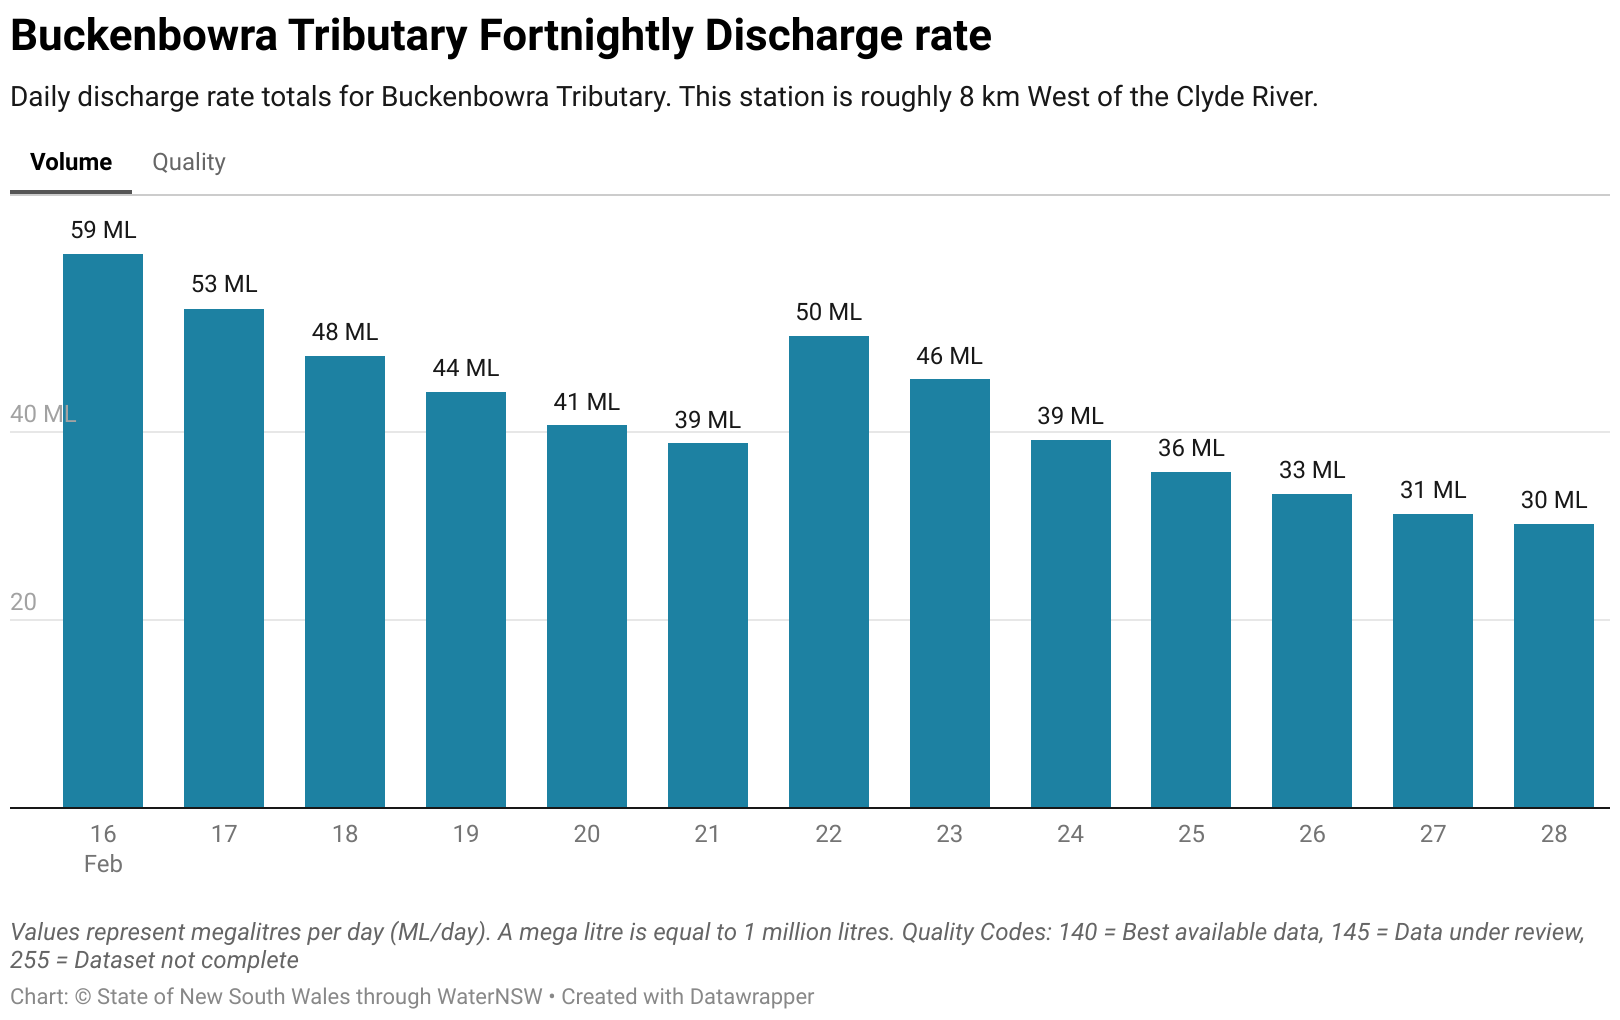 Buckenbowra Tributary Fortnightly Discharge rate
Daily discharge rate totals for Buckenbowra Tributary. This station is roughly 8 km West of the Clyde River.
Volume Quality
59 ML
53 ML
48 ML
44 ML
41 ML
39 ML
50 ML
46 ML
39 ML
36 ML
33 ML
31 ML
30 ML
40 ML
20
16 17 18 19 20 21 22 23 24 25 26 27 28
Feb
Values represent megalitres per day (ML/day). A mega litre is equal to 1 million litres. Quality Codes: 140 = Best available data, 145 = Data under review,
255 = Dataset not complete
Chart: © State of New South Wales through WaterNSW • Created with Datawrapper